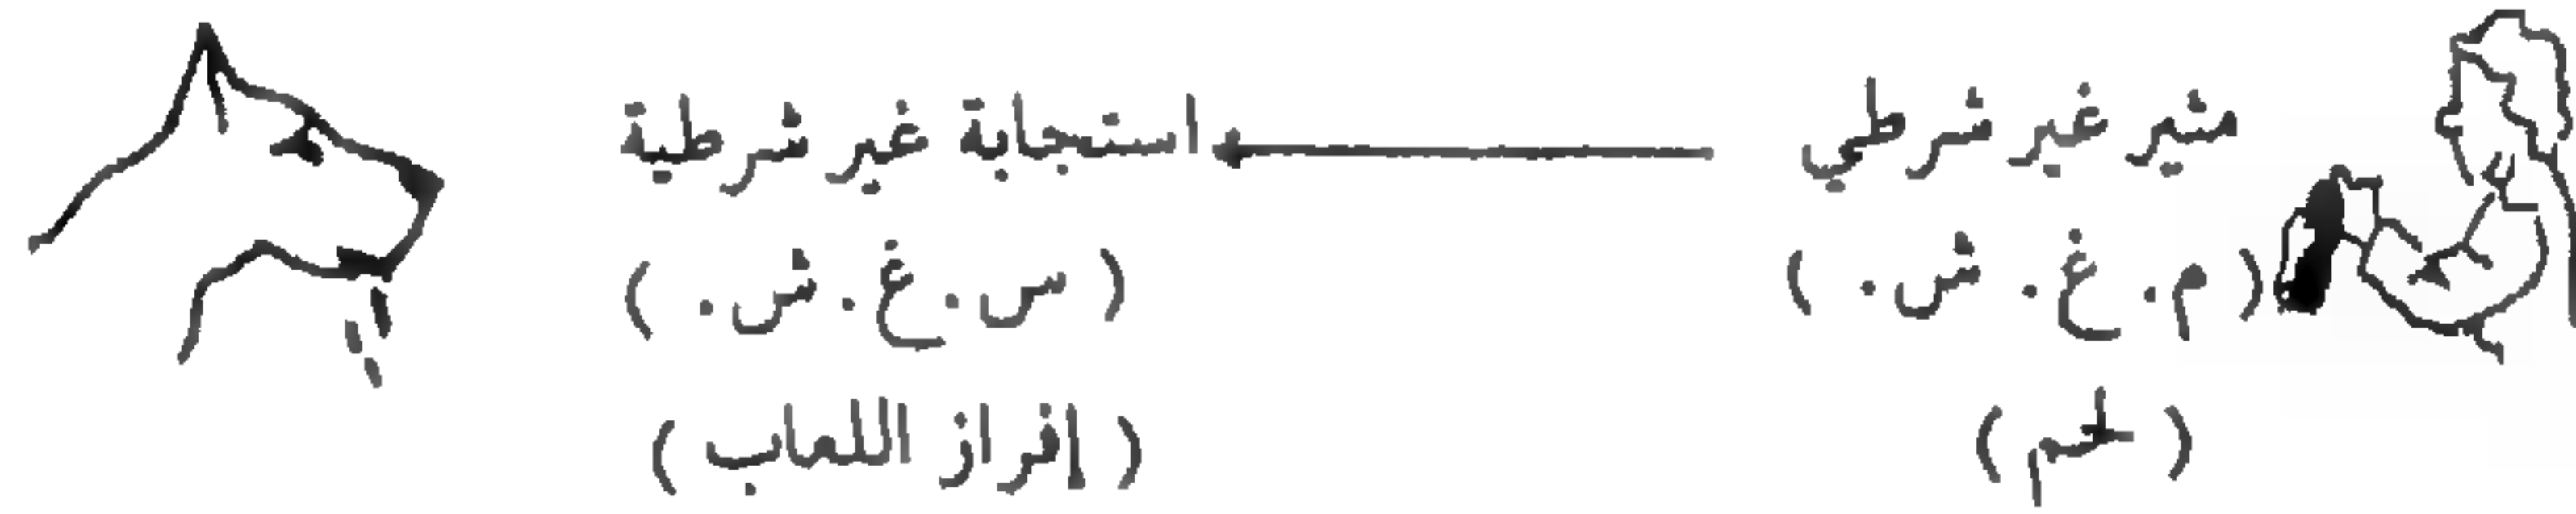 مثير غير شرطي
استجابة غير شرطية
(م. غ. ش. )
(س. غ. ش. )
(لحم)
(إفراز اللعاب)